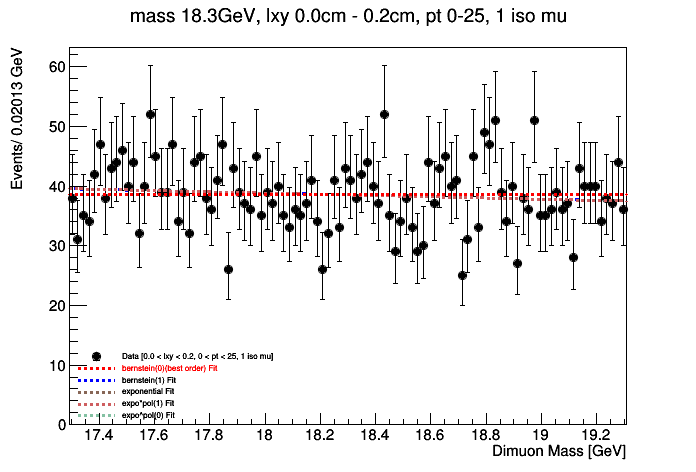 mass 18.3GeV, lxy 0.0cm - 0.2cm, pt 0-25, 1 iso mu
Events/ 0.02013 GeV
60
50
40
30
20
10
0
Data [0.0 < lxy < 0.2, 0 < pt < 25, 1 iso mu]
bernstein(0)(best order) Fit
bernstein(1) Fit
exponential Fit
expo*pol(1) Fit
expo^pol(0) Fit
17.4 17.6 17.8 18 18.2 18.4 18.6 18.8 19 19.2
Dimuon Mass [GeV]